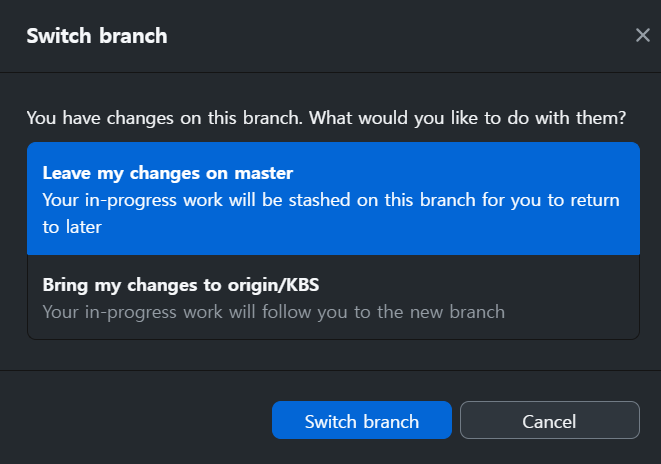 Switch branch
You have changes on this branch. What would you like to do with them?
Leave my changes on master
Your in-progress work will be stashed on this branch for you to return
to later
Bring my changes to origin/KBS
Your in-progress work will follow you to the new branch
Switch branch
Cancel